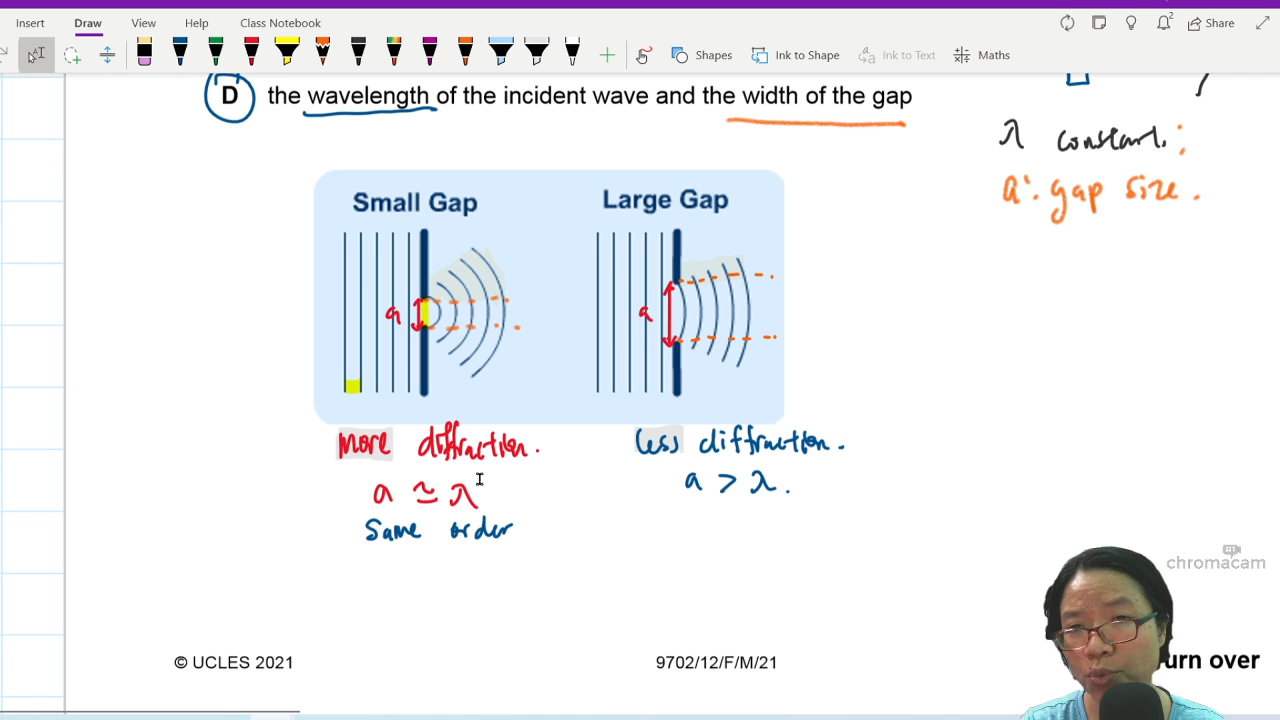 Insert Draw View Help Class Notebook Share
Shapes Ink to Shape Ink to Text Maths
D the wavelength of the incident wave and the width of the gap
λ constant;
a: gap size.
Small Gap Large Gap
a a
more diffraction. less diffraction.
a ≃ λ a > λ.
Same order
chromacam
© UCLES 2021 9702/12/F/M/21 urn over